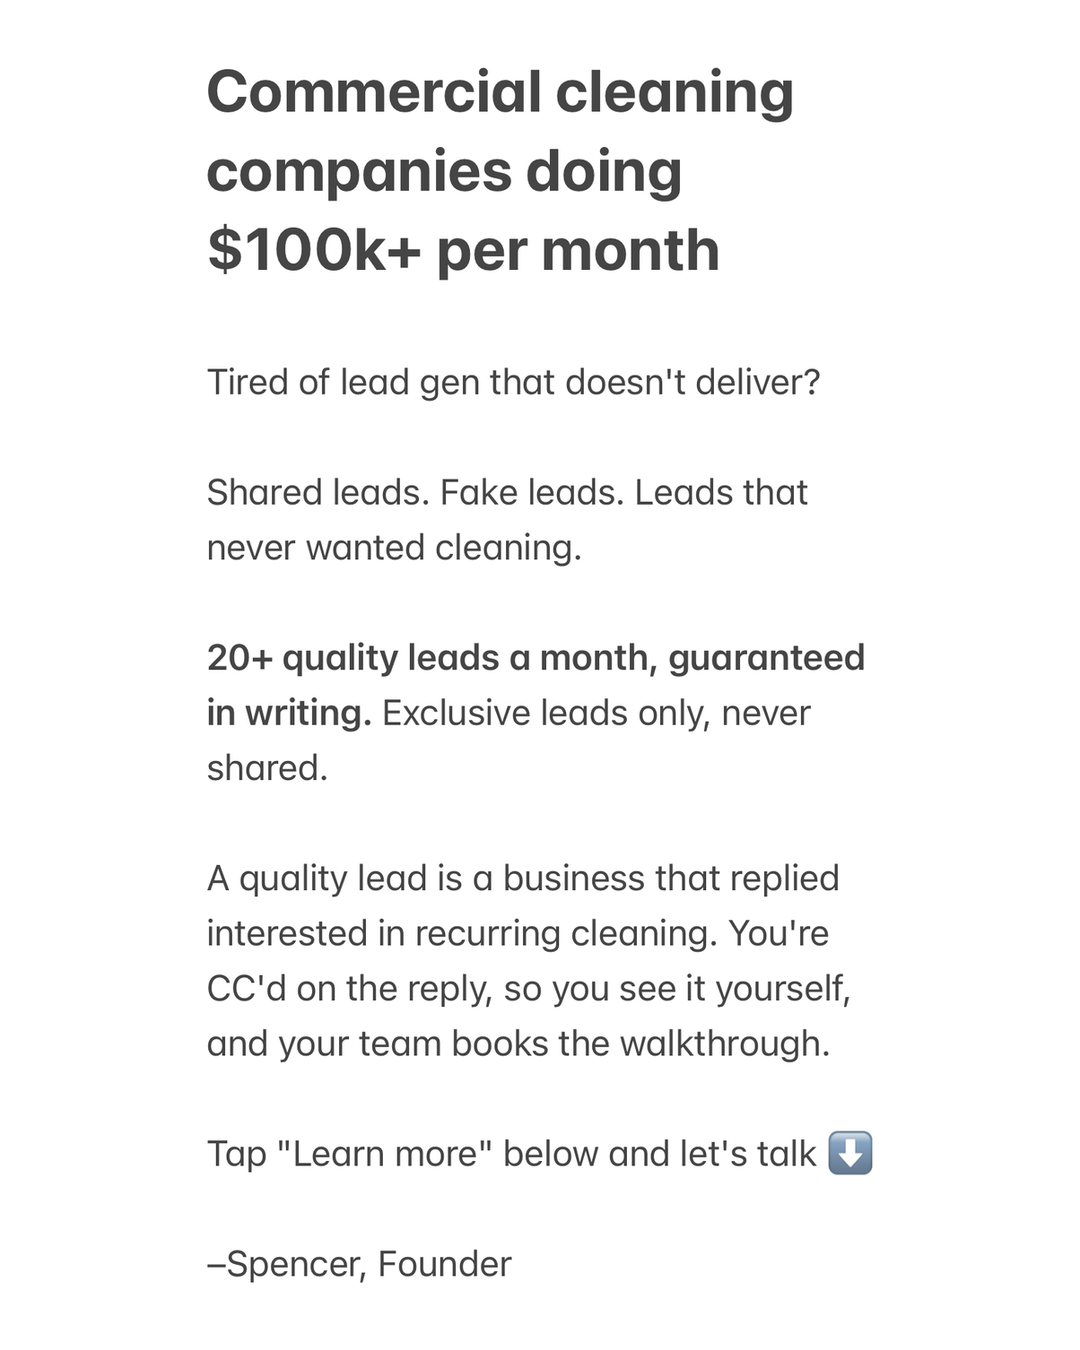 Commercial cleaning
companies doing
$100k+ per month
Tired of lead gen that doesn't deliver?
Shared leads. Fake leads. Leads that
never wanted cleaning.
20+ quality leads a month, guaranteed
in writing. Exclusive leads only, never
shared.
A quality lead is a business that replied
interested in recurring cleaning. You're
CC'd on the reply, so you see it yourself,
and your team books the walkthrough.
Tap "Learn more" below and let's talk ⬇️
–Spencer, Founder